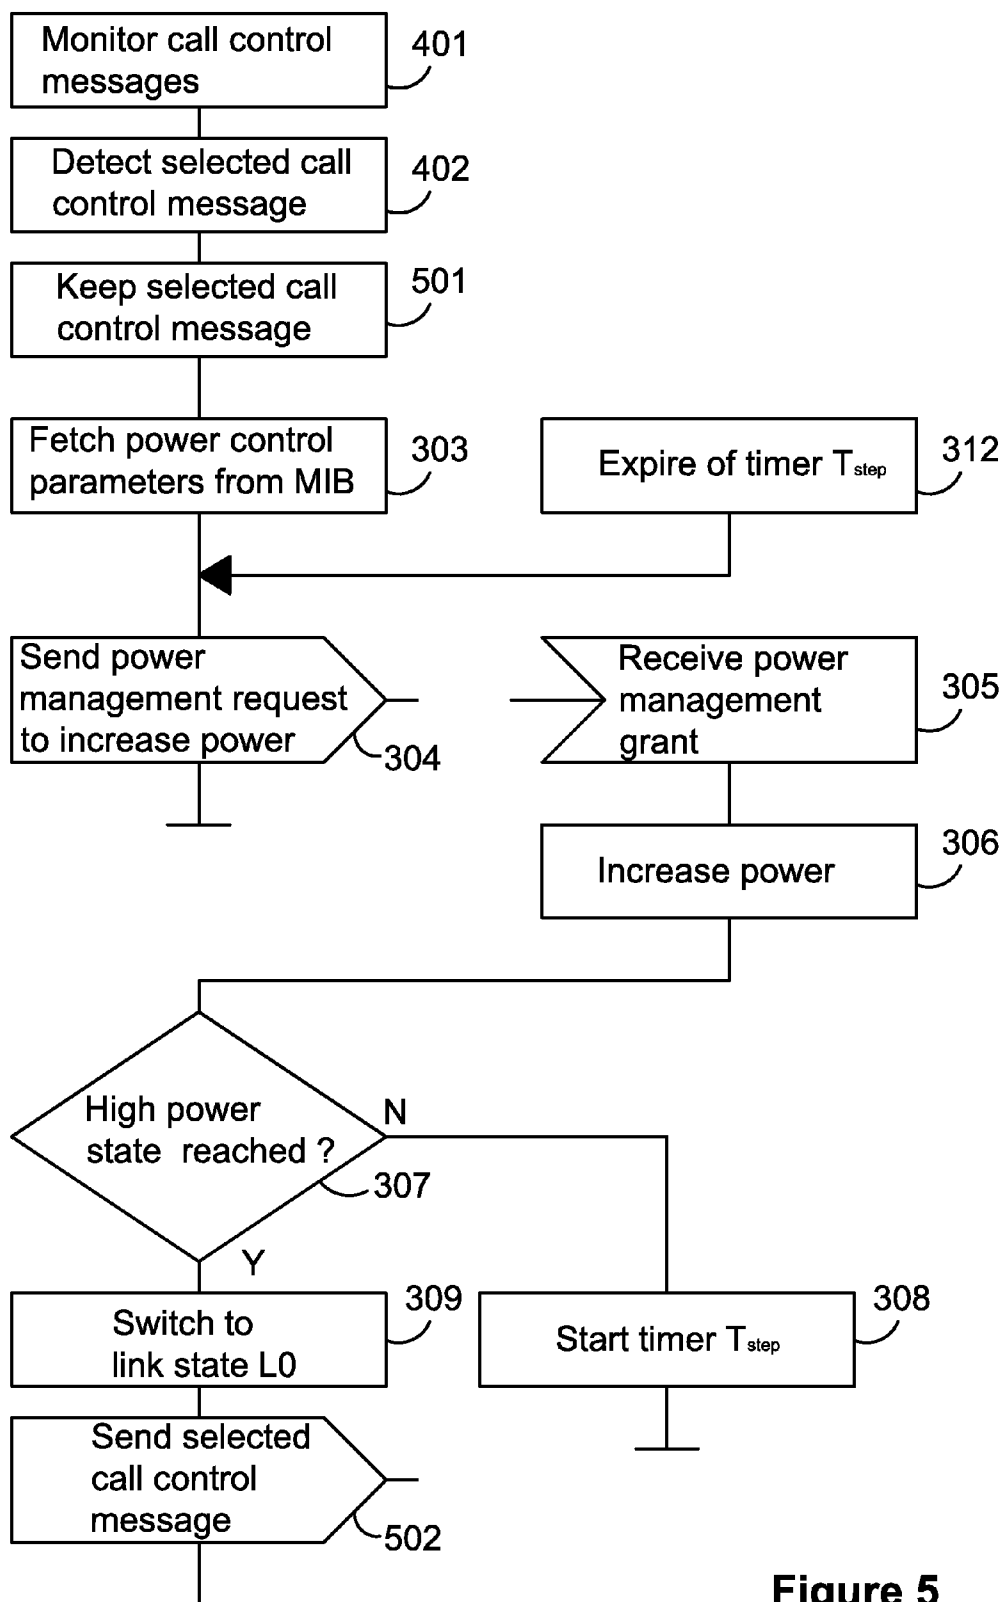 Monitor call control
messages
401
Detect selected call
control message
402
Keep selected call
control message
501
Fetch power control
parameters from MIB
303
Expire of timer Tstep
312
Send power
management request
to increase power
304
Receive power
management
grant
305
Increase power
306
High power
state reached ?
307
N
Y
Switch to
link state L0
309
Start timer Tstep
308
Send selected
call control
message
502
Figure 5